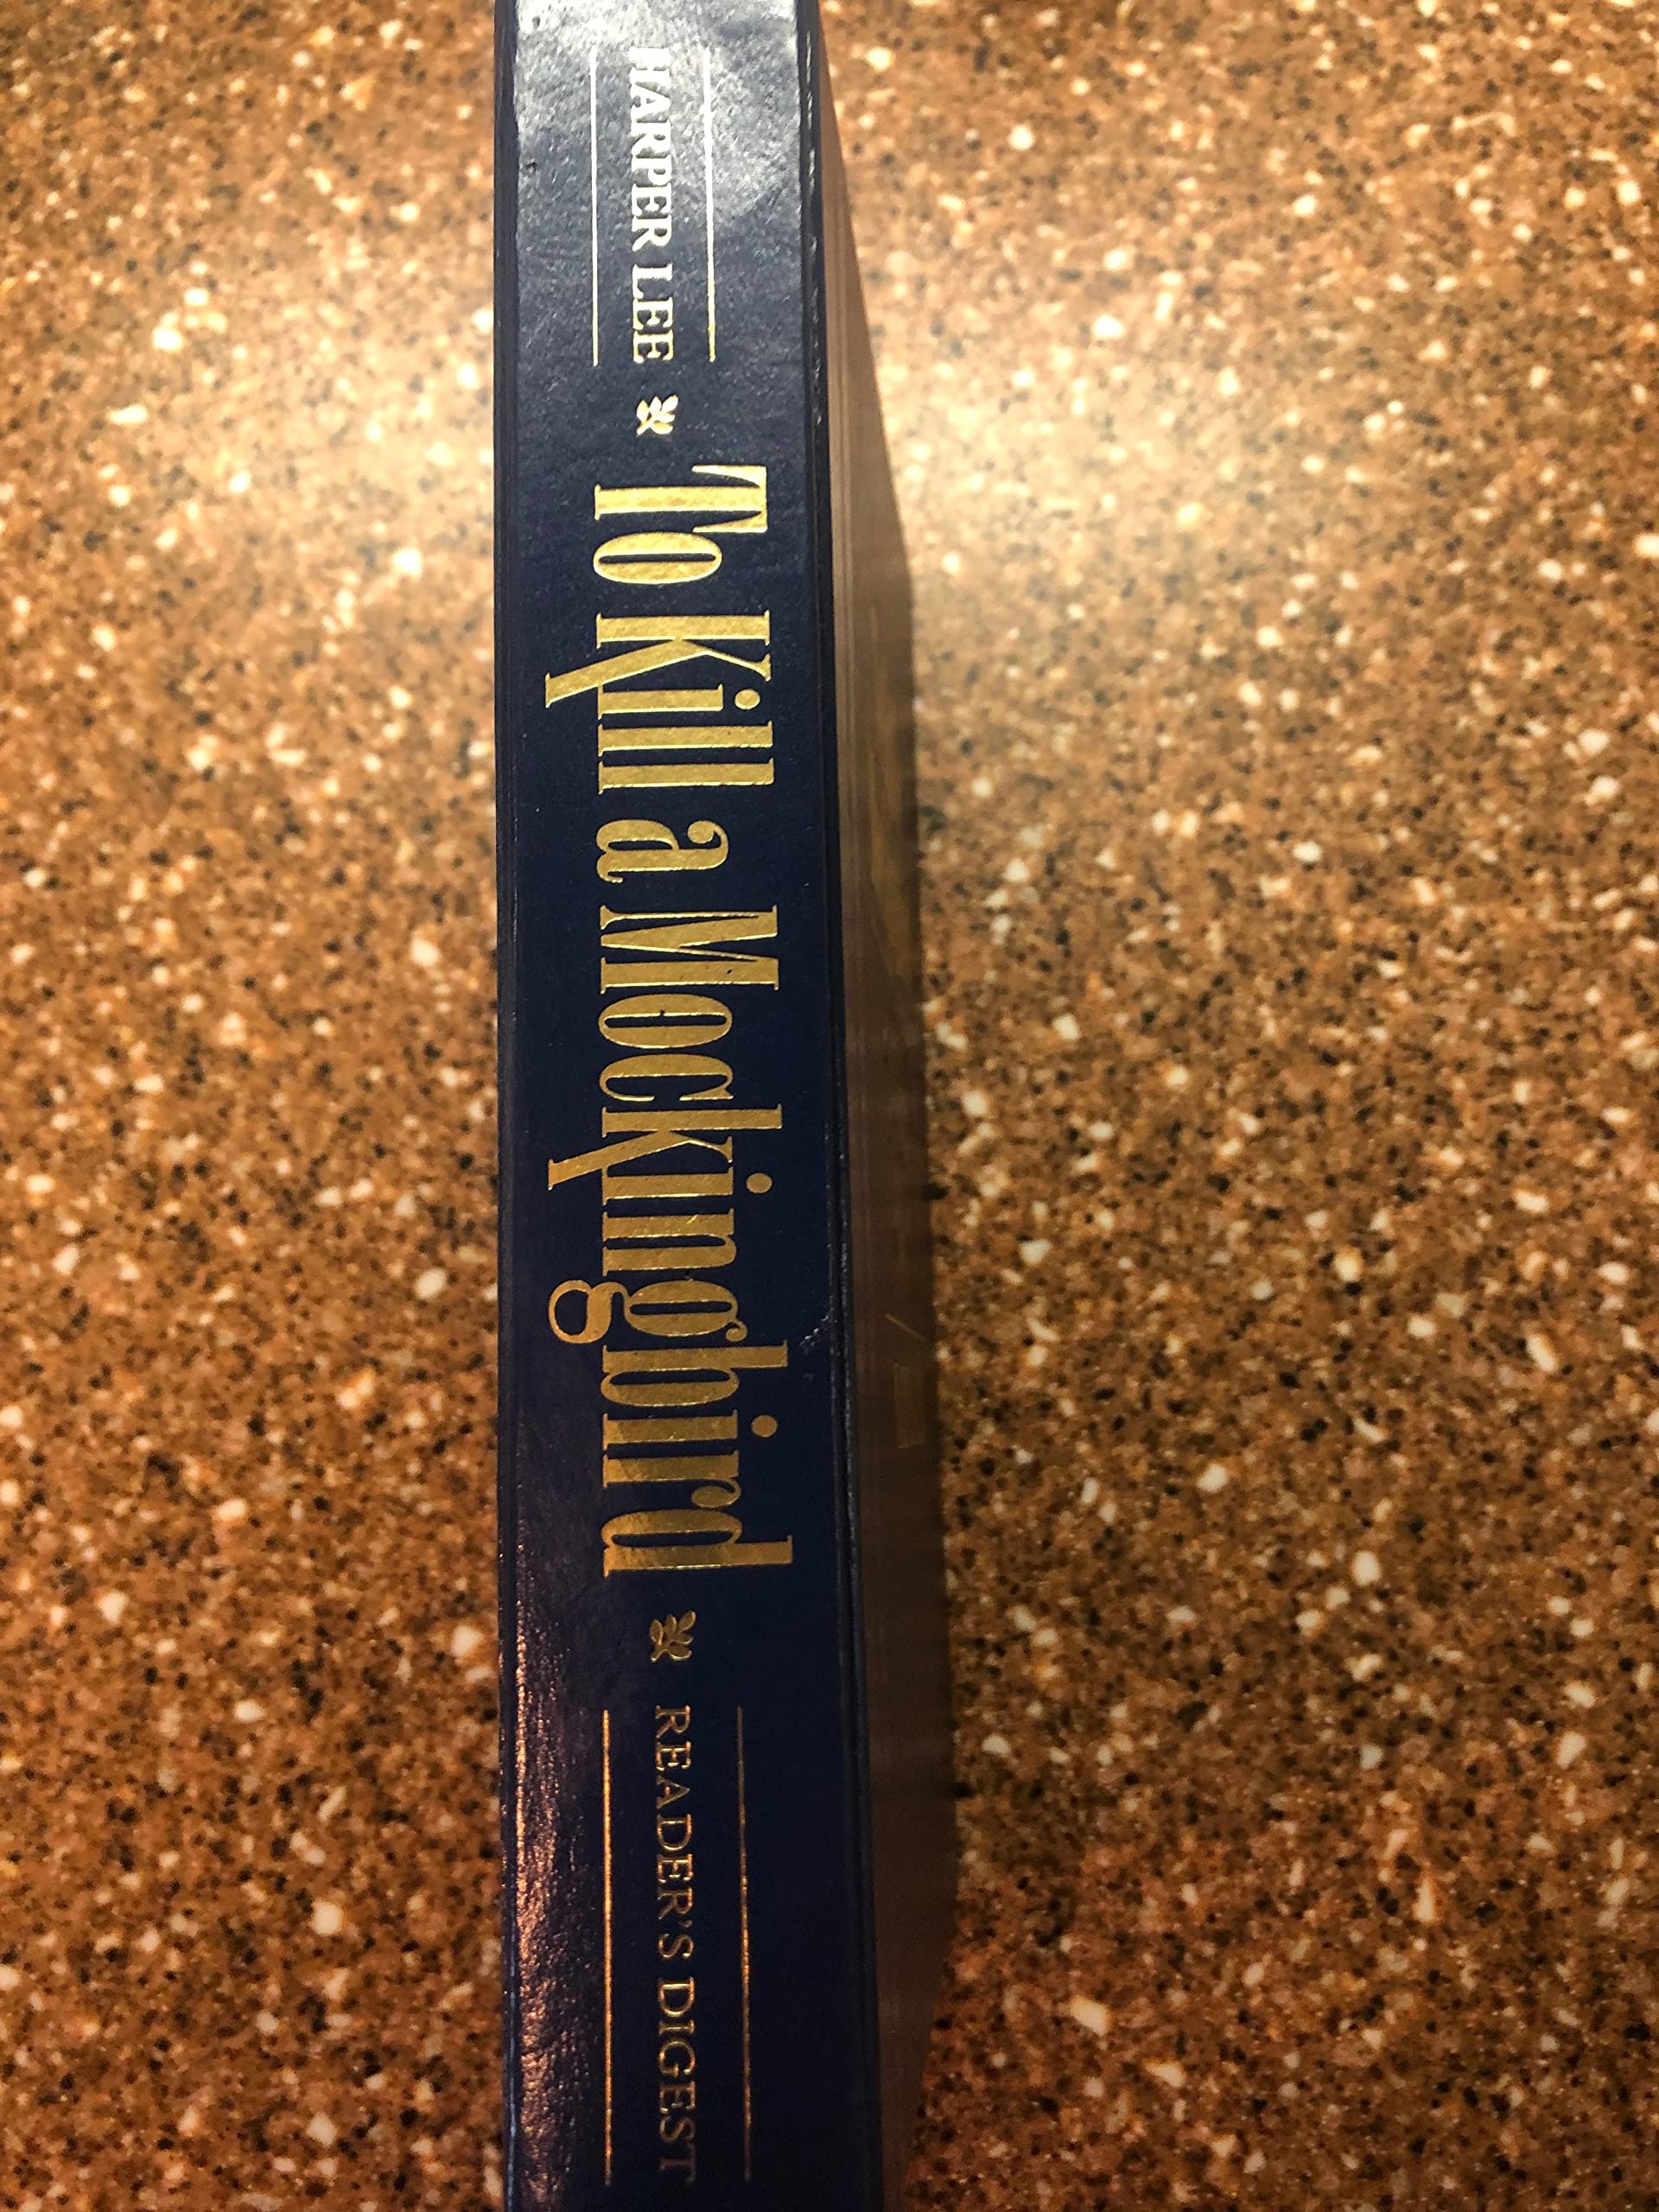 HARPER LEE
To Kill a Mockingbird
READER'S DIGEST